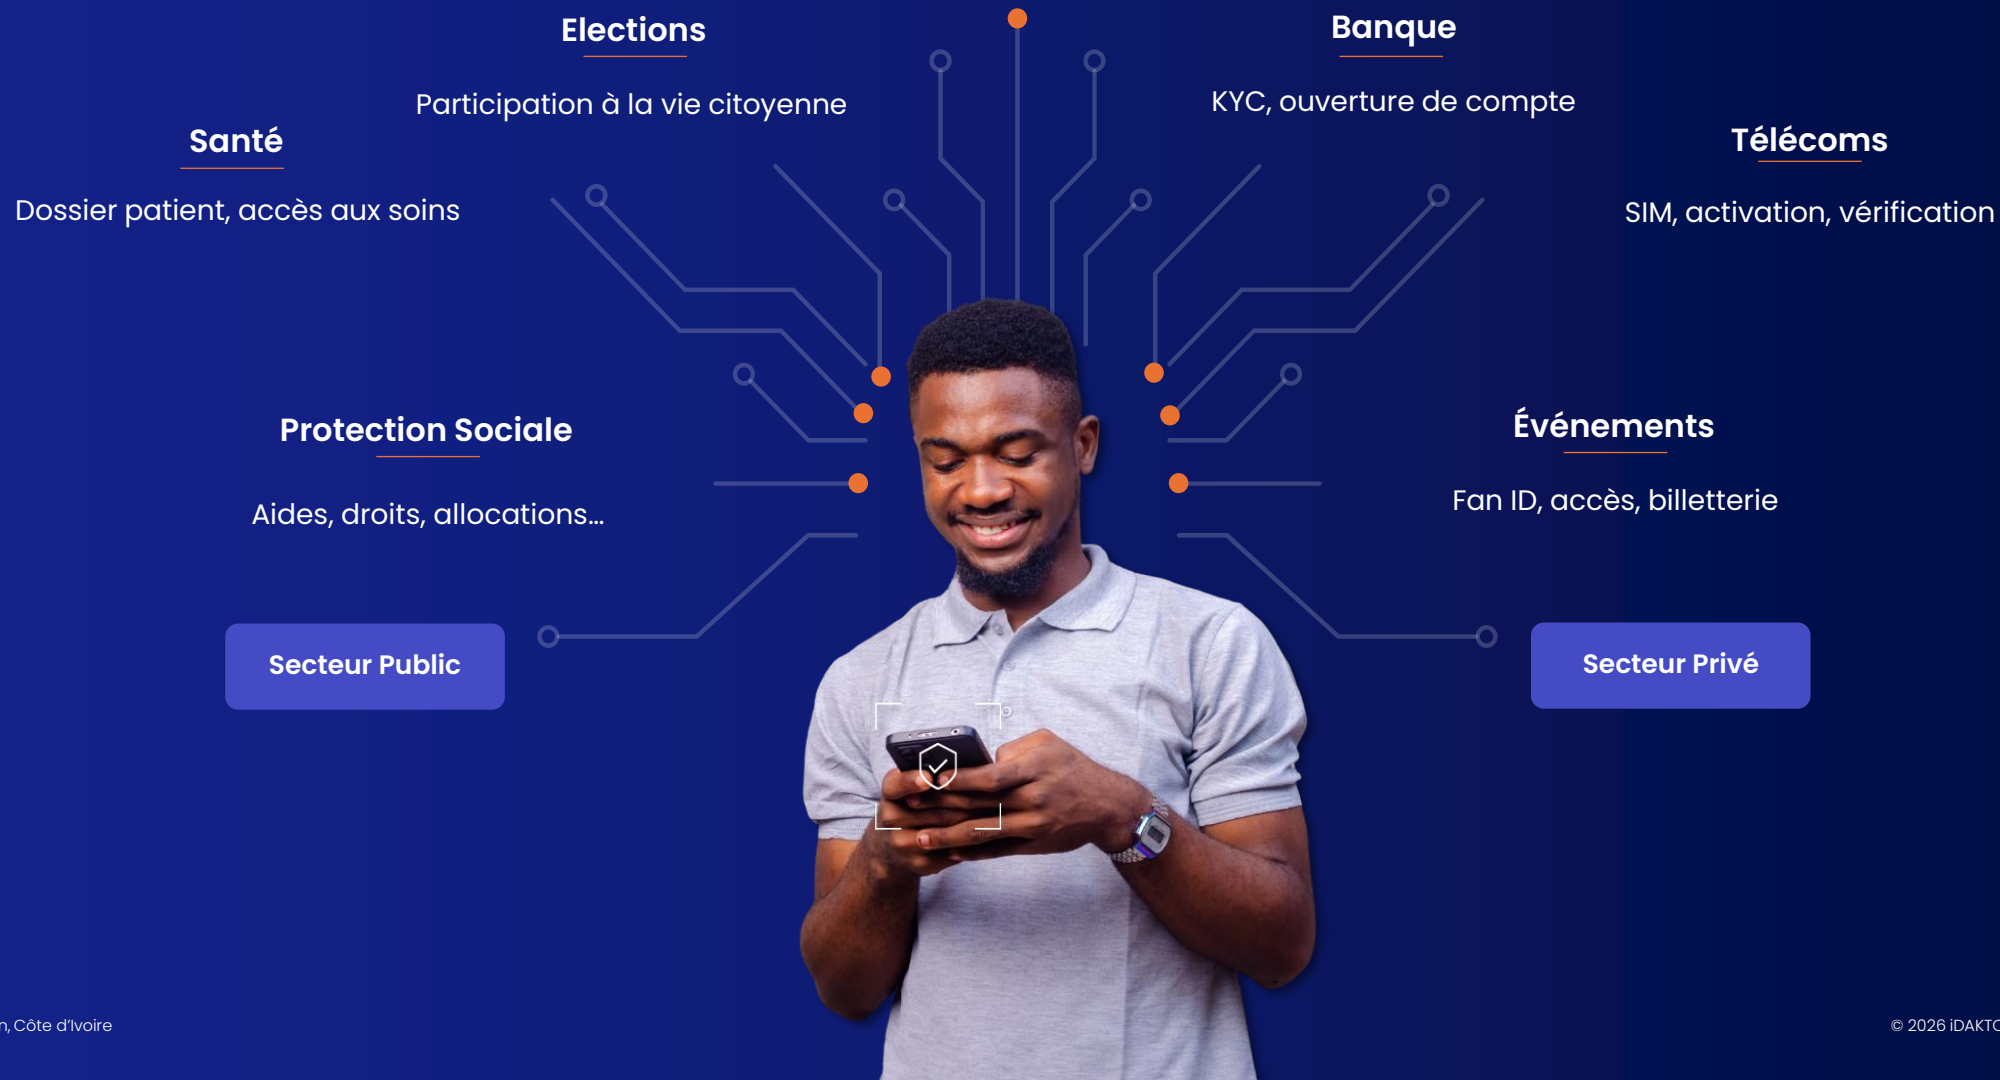 Elections
Participation à la vie citoyenne
Banque
KYC, ouverture de compte
Santé
Dossier patient, accès aux soins
Télécoms
SIM, activation, vérification
Protection Sociale
Aides, droits, allocations...
Événements
Fan ID, accès, billetterie
Secteur Public
Secteur Privé
Côte d'Ivoire
© 2026